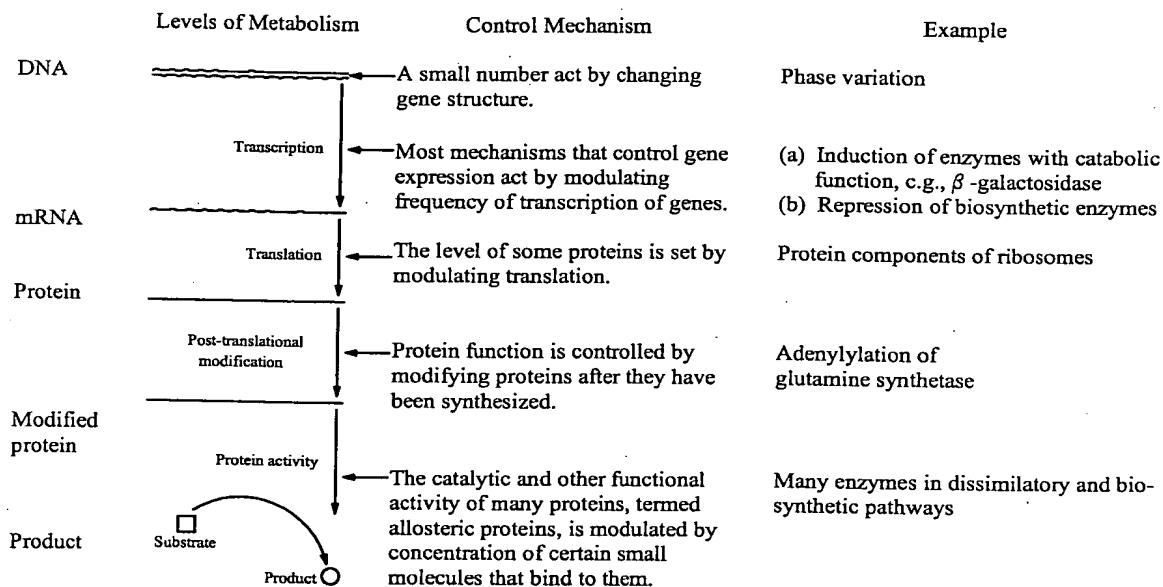 Levels of Metabolism
Control Mechanism
Example
DNA
A small number act by changing
gene structure.
Phase variation
Transcription
Most mechanisms that control gene
expression act by modulating
frequency of transcription of genes.
(a) Induction of enzymes with catabolic
function, c.g., β -galactosidase
(b) Repression of biosynthetic enzymes
mRNA
Translation
The level of some proteins is set by
modulating translation.
Protein components of ribosomes
Protein
Post-translational
modification
Protein function is controlled by
modifying proteins after they have
been synthesized.
Adenylylation of
glutamine synthetase
Modified
protein
Protein activity
The catalytic and other functional
activity of many proteins, termed
allosteric proteins, is modulated by
concentration of certain small
molecules that bind to them.
Many enzymes in dissimilatory and bio-
synthetic pathways
Product
Substrate
Product